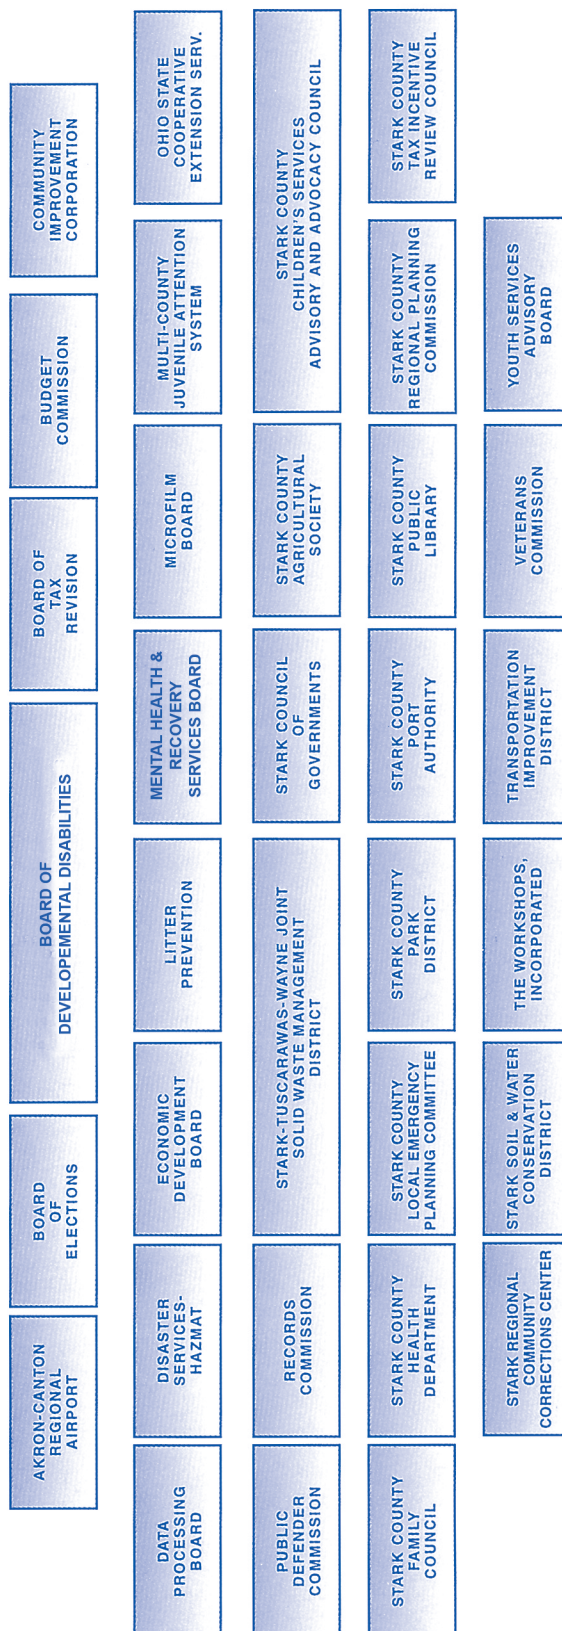 AKRON-CANTON
REGIONAL
AIRPORT
BOARD
OF
ELECTIONS
BOARD OF
DEVELOPEMENTAL DISABILITIES
BOARD OF
TAX
REVISION
BUDGET
COMMISSION
COMMUNITY
IMPROVEMENT
CORPORATION
DATA
PROCESSING
BOARD
DISASTER
SERVICES-
HAZMAT
ECONOMIC
DEVELOPMENT
BOARD
LITTER
PREVENTION
MENTAL HEALTH &
RECOVERY
SERVICES BOARD
MICROFILM
BOARD
MULTI-COUNTY
JUVENILE ATTENTION
SYSTEM
OHIO STATE
COOPERATIVE
EXTENSION SERV.
PUBLIC
DEFENDER
COMMISSION
RECORDS
COMMISSION
STARK-TUSCARAWAS-WAYNE JOINT
SOLID WASTE MANAGEMENT
DISTRICT
STARK COUNCIL
OF
GOVERNMENTS
STARK COUNTY
AGRICULTURAL
SOCIETY
STARK COUNTY
CHILDREN'S SERVICES
ADVISORY AND ADVOCACY COUNCIL
STARK COUNTY
FAMILY
COUNCIL
STARK COUNTY
HEALTH
DEPARTMENT
STARK COUNTY
LOCAL EMERGENCY
PLANNING COMMITTEE
STARK COUNTY
PARK
DISTRICT
STARK COUNTY
PORT
AUTHORITY
STARK COUNTY
PUBLIC
LIBRARY
STARK COUNTY
REGIONAL PLANNING
COMMISSION
STARK COUNTY
TAX INCENTIVE
REVIEW COUNCIL
STARK REGIONAL
COMMUNITY
CORRECTIONS CENTER
STARK SOIL & WATER
CONSERVATION
DISTRICT
THE WORKSHOPS,
INCORPORATED
TRANSPORTATION
IMPROVEMENT
DISTRICT
VETERANS
COMMISSION
YOUTH SERVICES
ADVISORY
BOARD